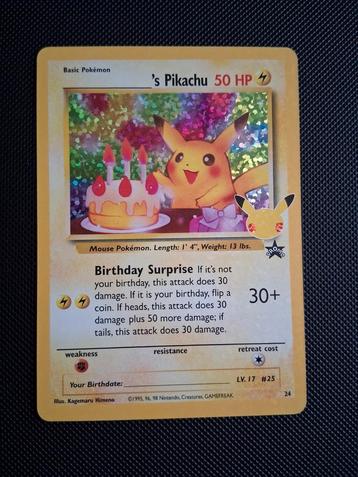 Basic Pokémon
____________'s Pikachu 50 HP
Mouse Pokémon. Length: 1' 4", Weight: 13 lbs.
Birthday Surprise If it's not
your birthday, this attack does 30
damage. If it is your birthday, flip a
coin. If heads, this attack does 30
damage plus 50 more damage; if
tails, this attack does 30 damage.
30+
weakness resistance retreat cost
Your Birthdate:____________ LV. 17 #25
Illus. Kagemaru Himeno ©1995, 96, 98 Nintendo, Creatures, GAMEFREAK. 24